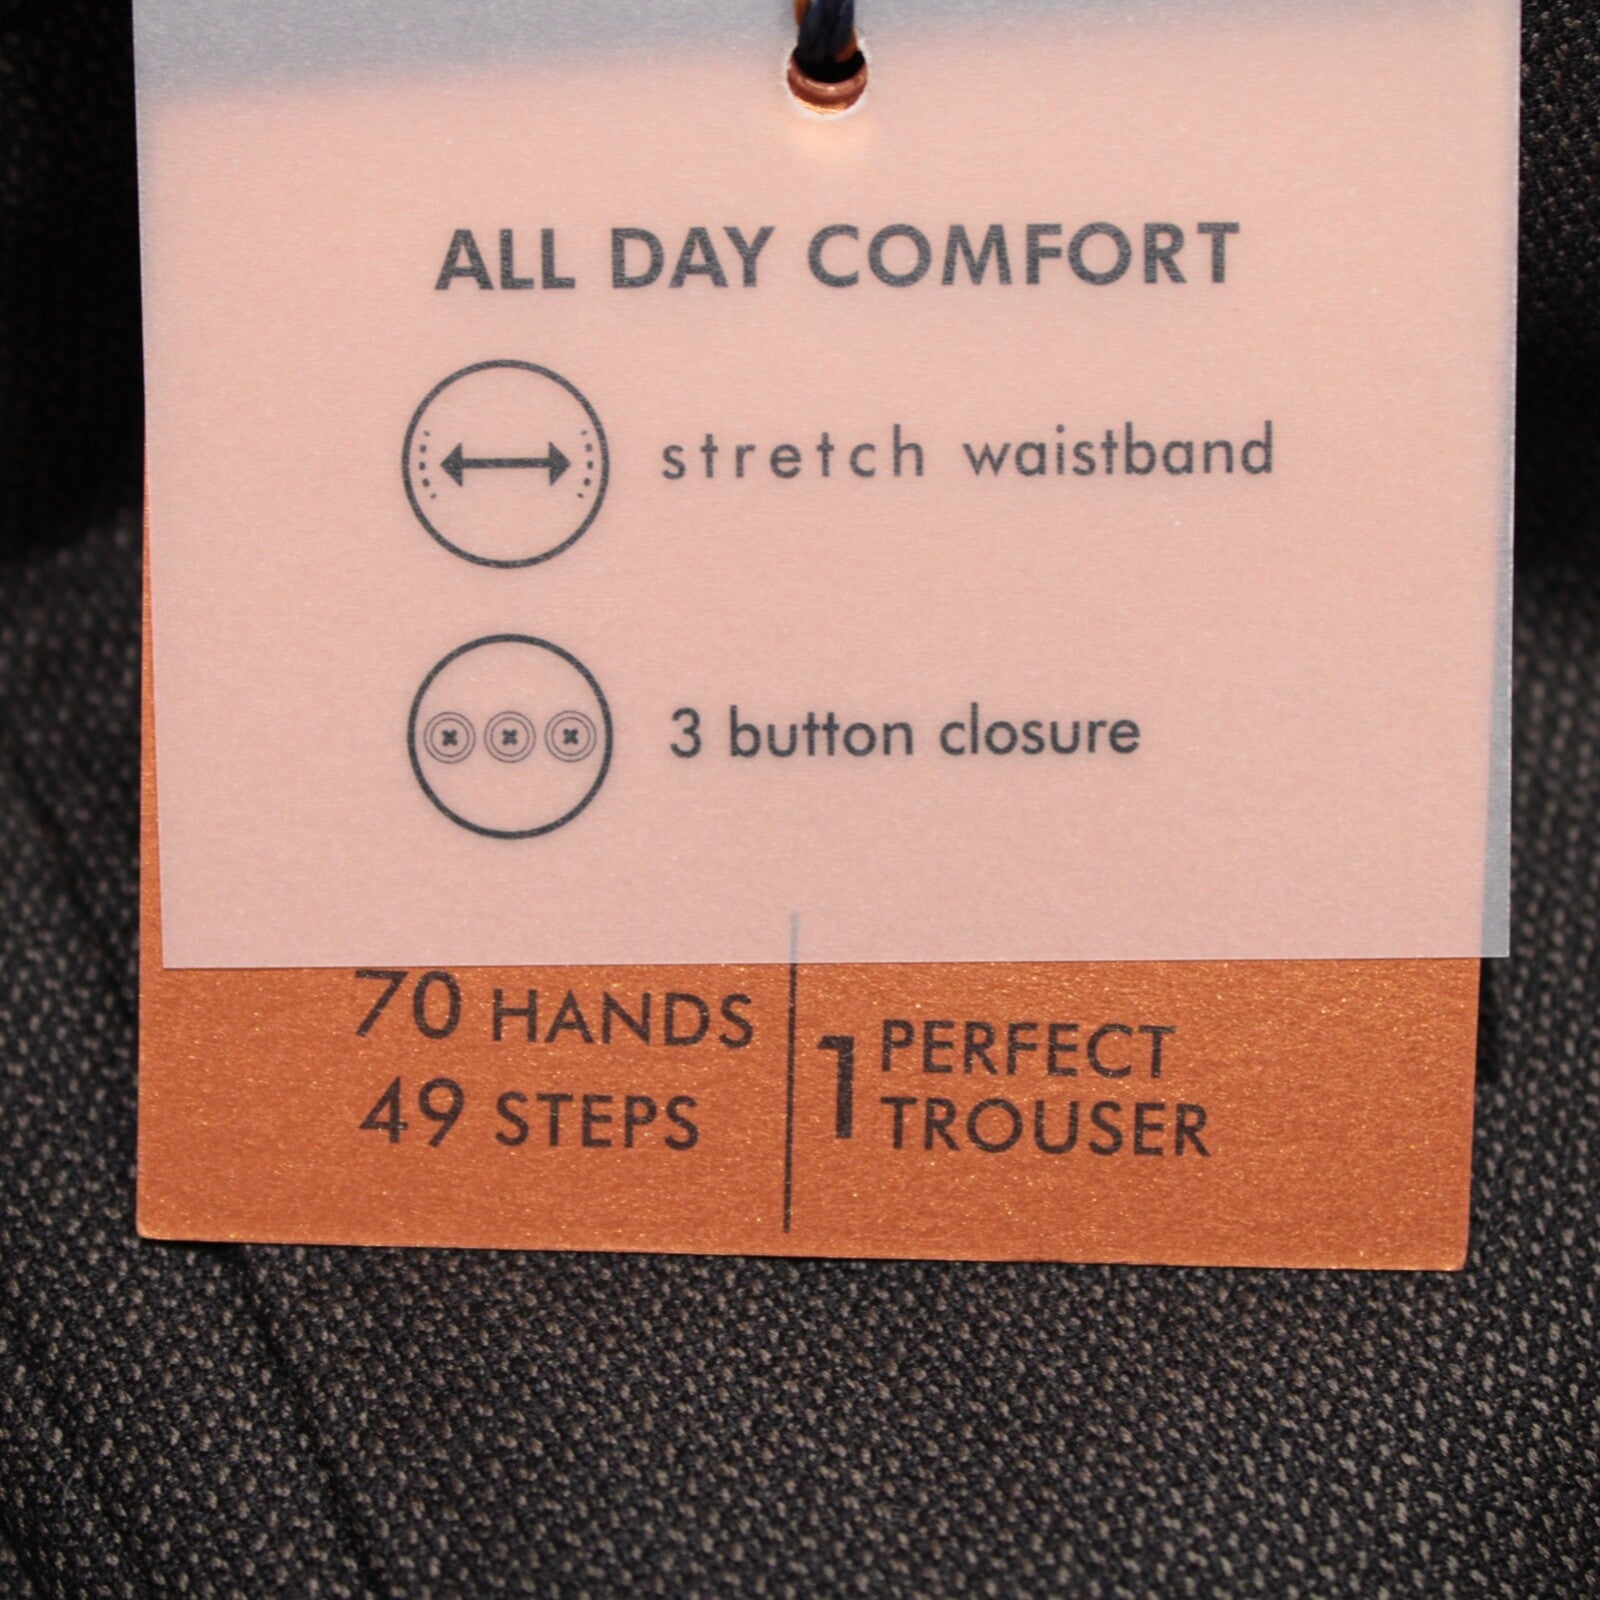 ALL DAY COMFORT
stretch waistband
3 button closure
70 HANDS
49 STEPS
1 PERFECT
TROUSER